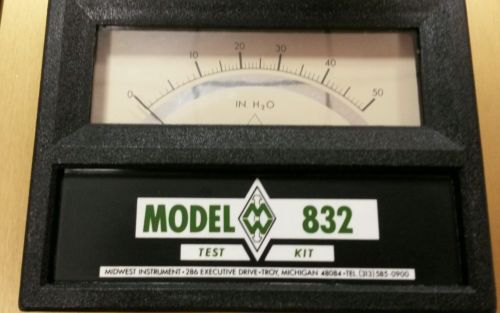 0 10 20 30 40 50
IN. H₂O
MODEL 832
TEST KIT
MIDWEST INSTRUMENT • 286 EXECUTIVE DRIVE • TROY, MICHIGAN 48084 • TEL. (313) 585-0900